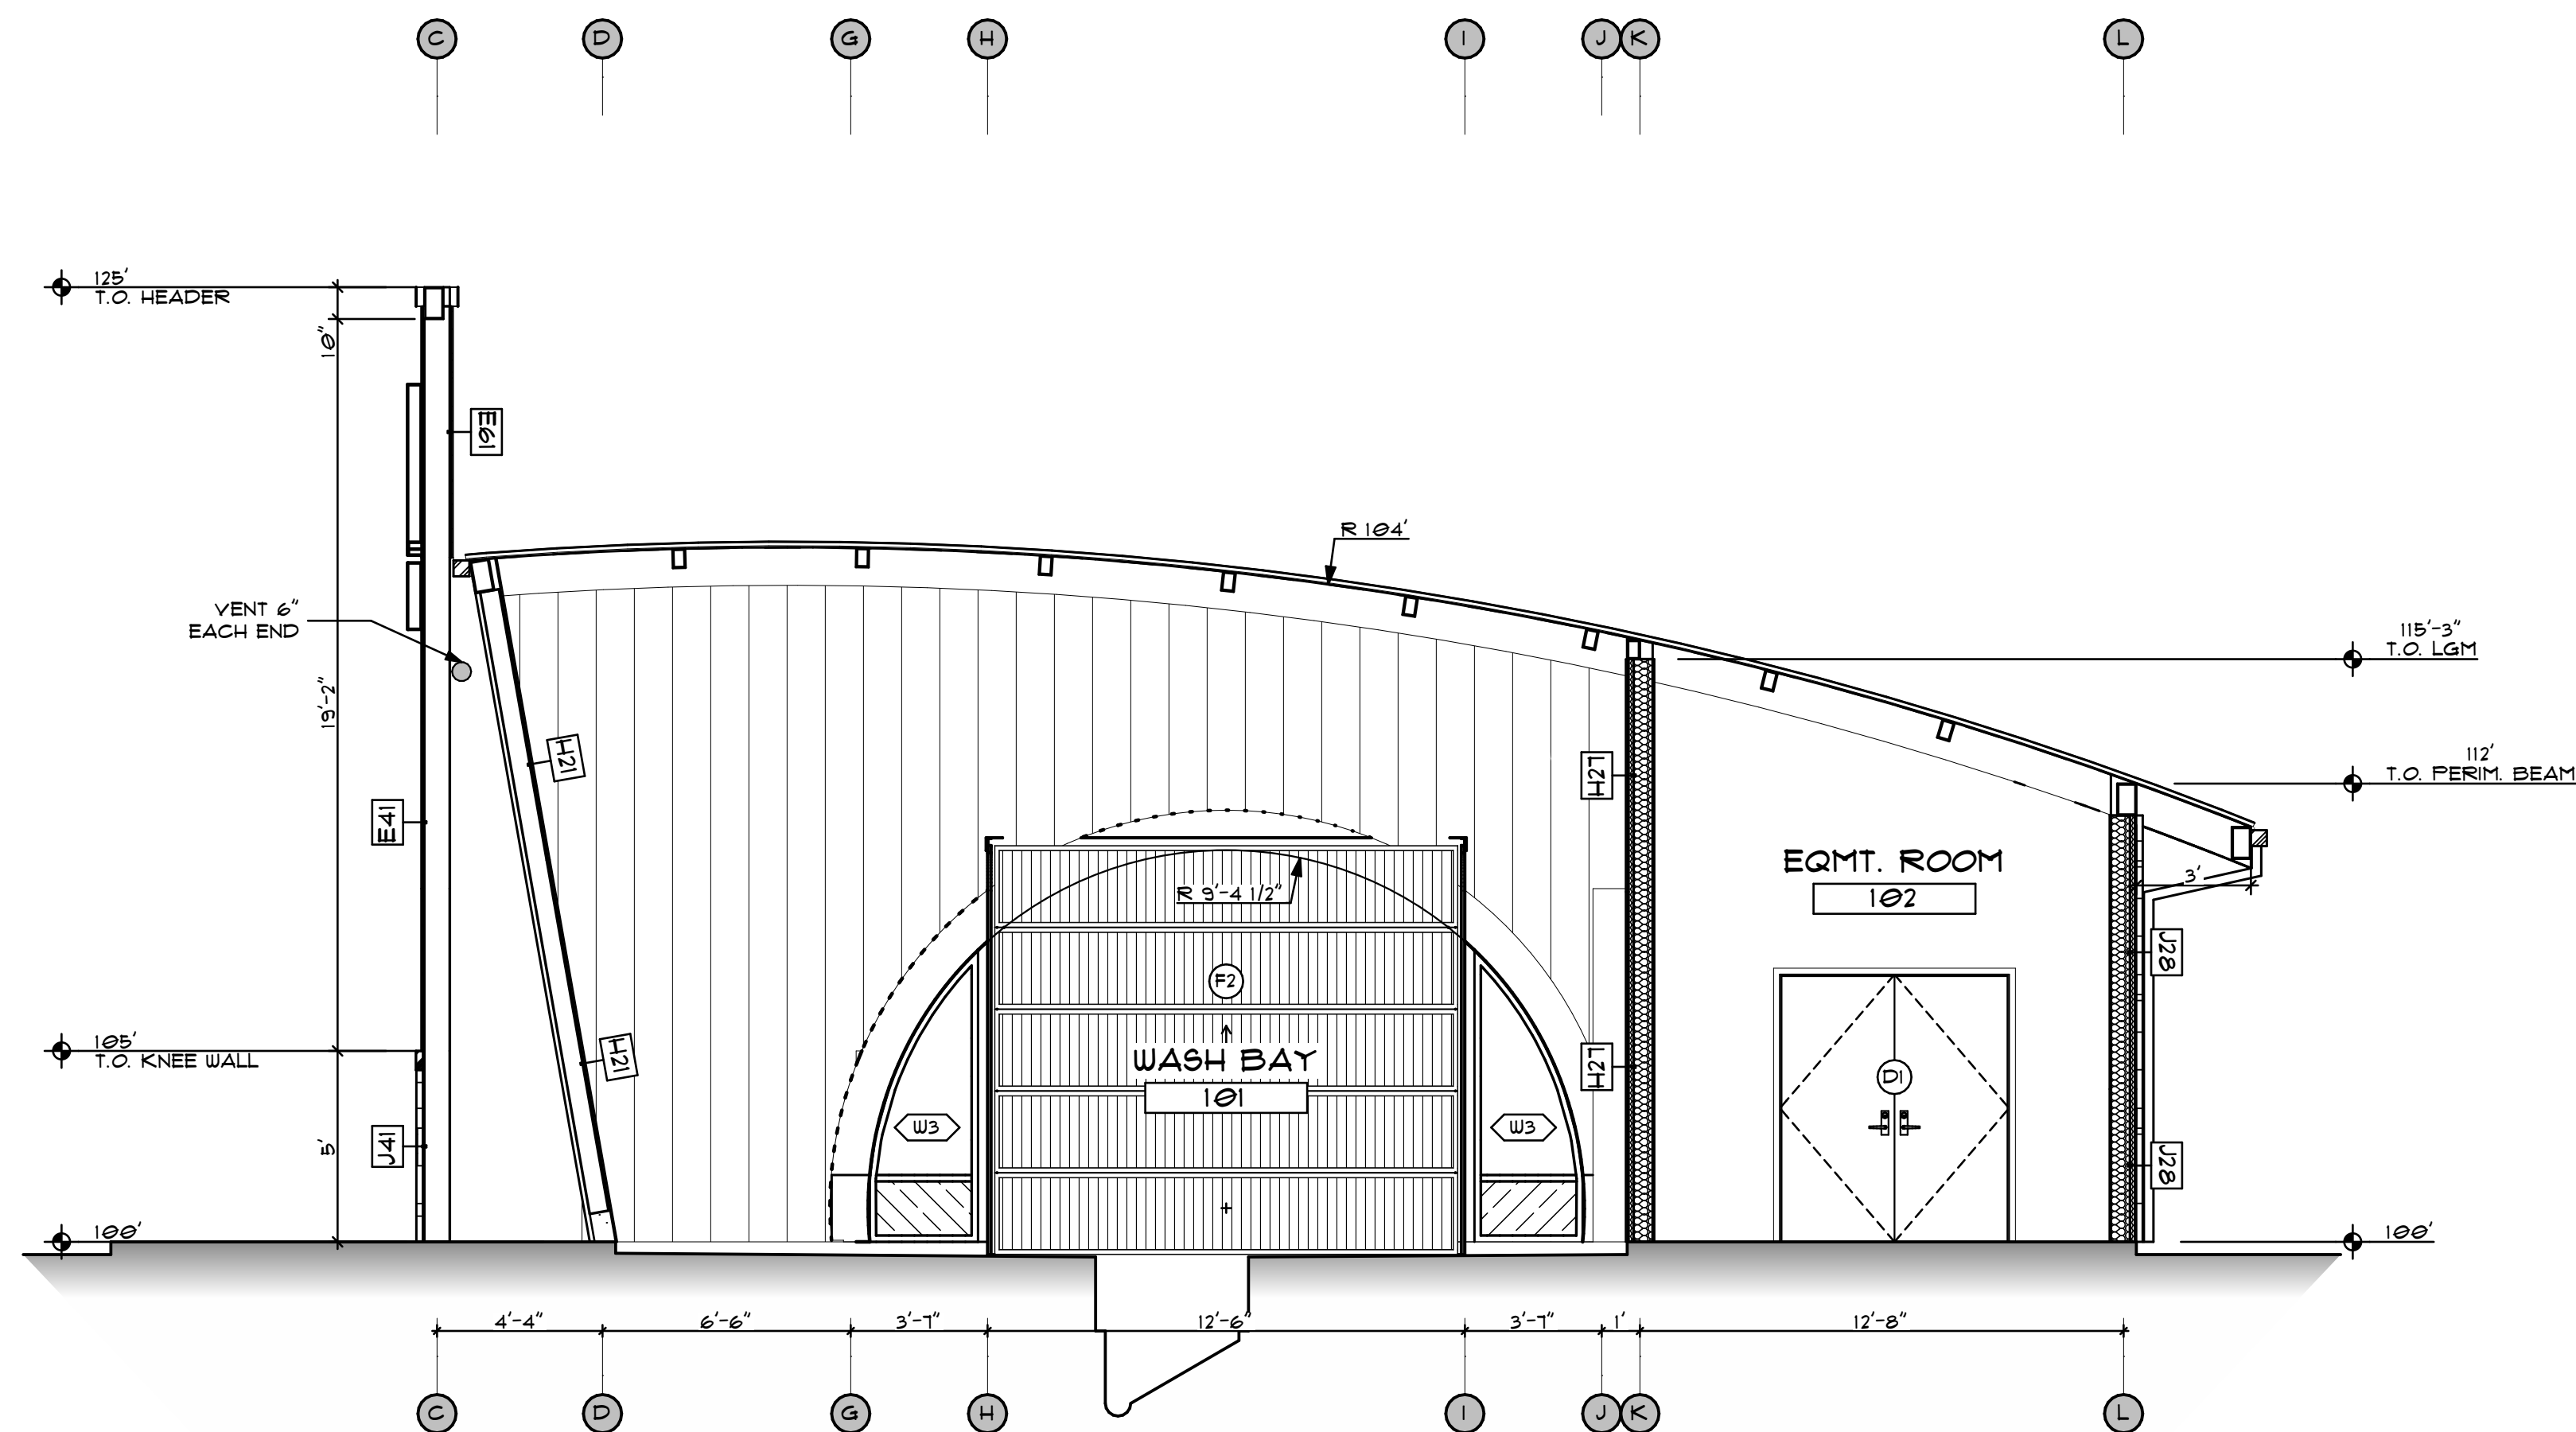 C D G H I J K L
125'
T.O. HEADER
10"
E61
R 104'
VENT 6"
EACH END
115'-3"
T.O. LGM
19'-2"
H21
H27
112'
T.O. PERIM. BEAM
E41
EQMT. ROOM
102
3'
R 9'-4 1/2"
J28
F2
105'
T.O. KNEE WALL
H21
WASH BAY
101
H27
D1
W3
W3
J41
5'
J28
100'
100'
4'-4" 6'-6" 3'-7" 12'-6" 3'-7" 1' 12'-8"
C D G H I J K L